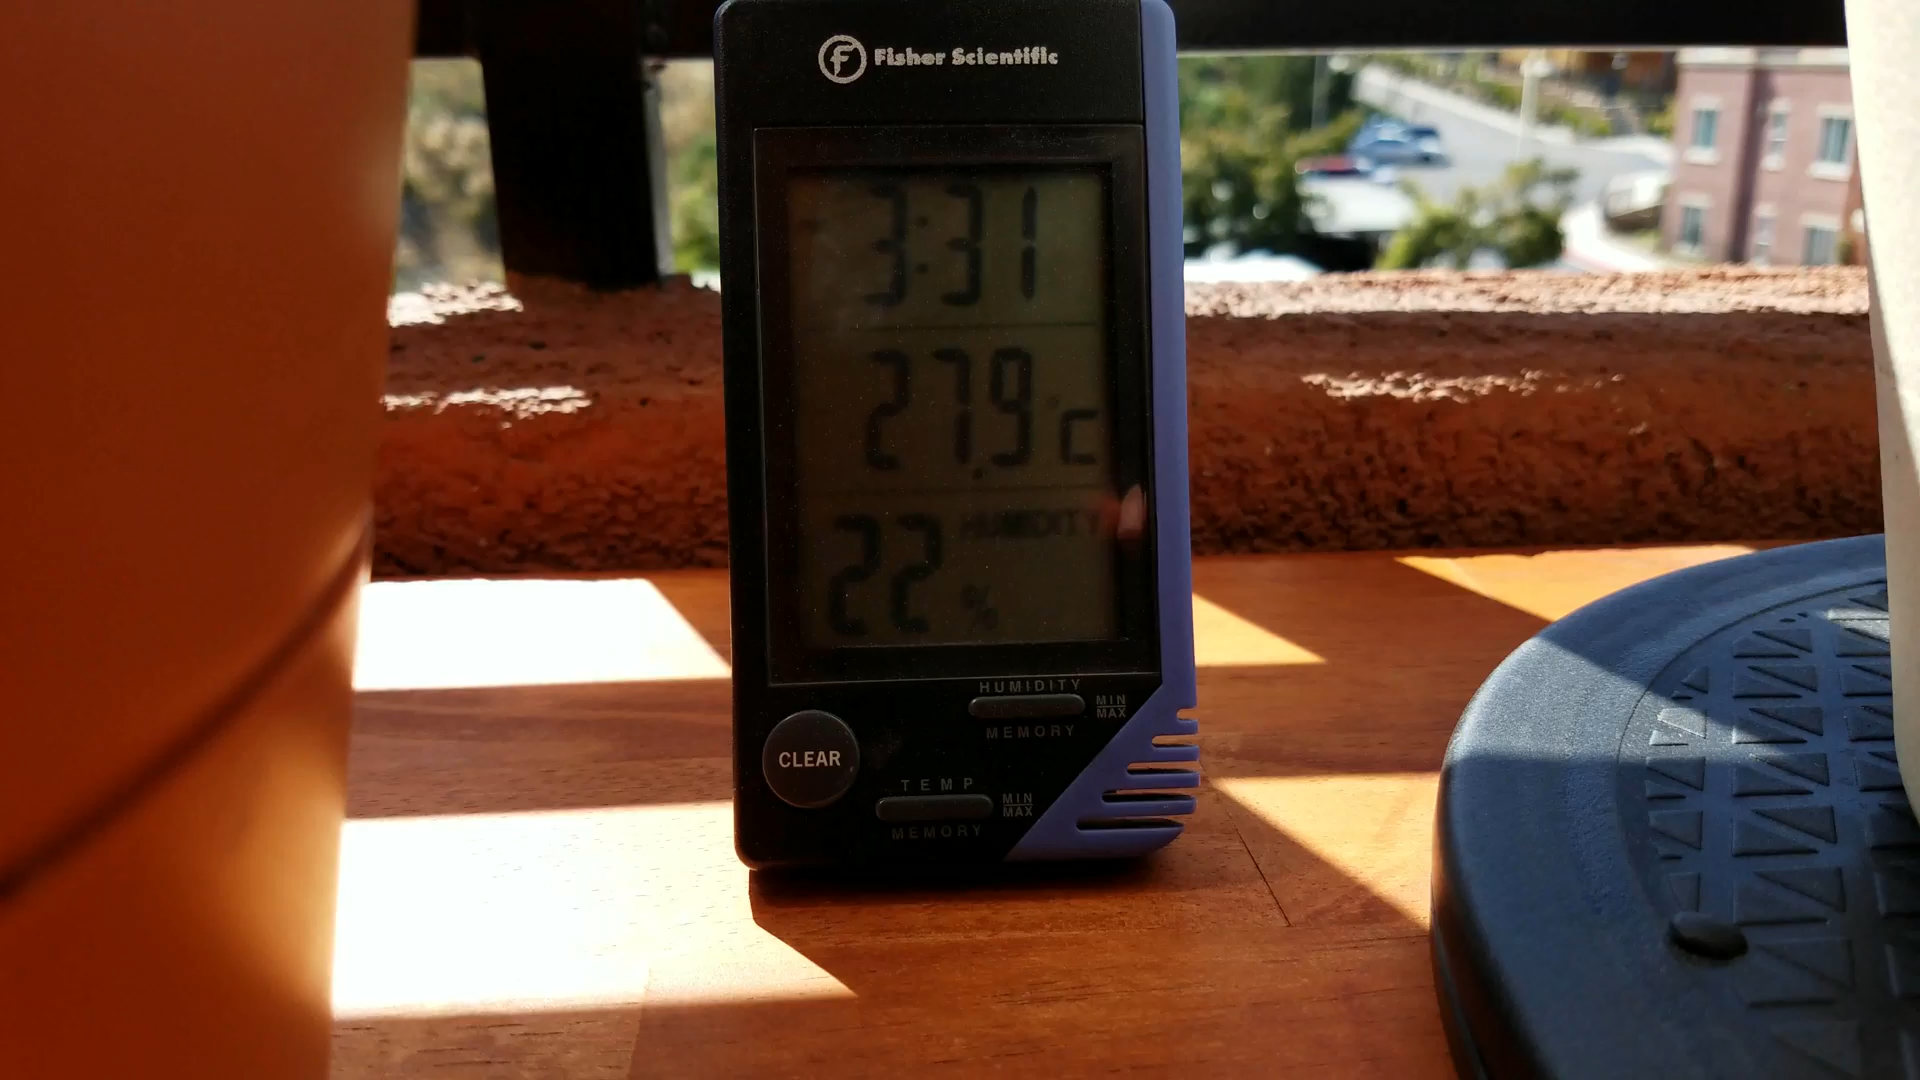 Fisher Scientific
3:31
27.9°C
HUMIDITY
22 %
HUMIDITY
MIN
MAX
MEMORY
CLEAR
TEMP
MIN
MAX
MEMORY